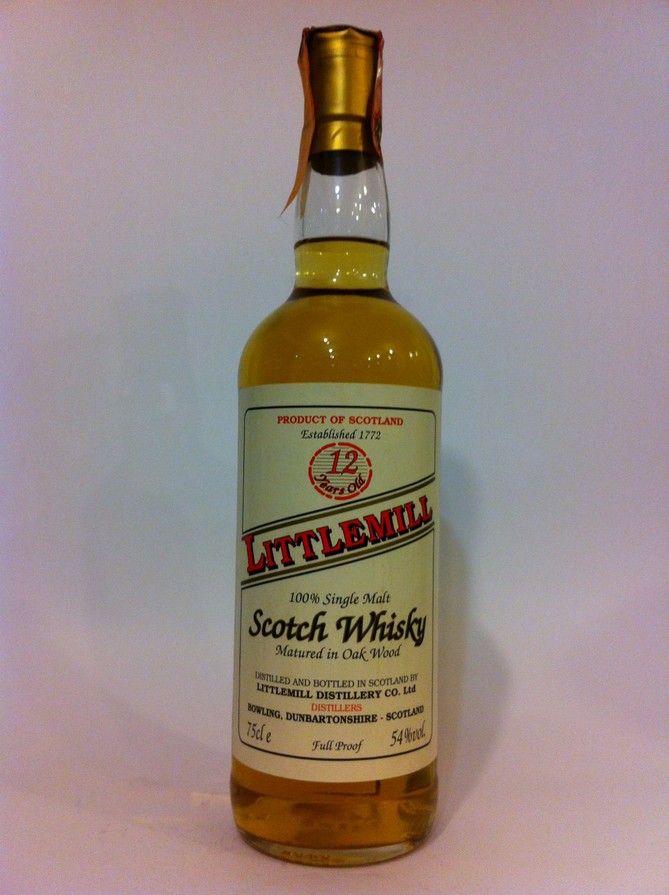 PRODUCT OF SCOTLAND
Established 1772
12
Years Old
LITTLEMILL
100% Single Malt
Scotch Whisky
Matured in Oak Wood
DISTILLED AND BOTTLED IN SCOTLAND BY
LITTLEMILL DISTILLERY CO. Ltd
DISTILLERS
BOWLING, DUNBARTONSHIRE - SCOTLAND
75cl e Full Proof 54%vol.